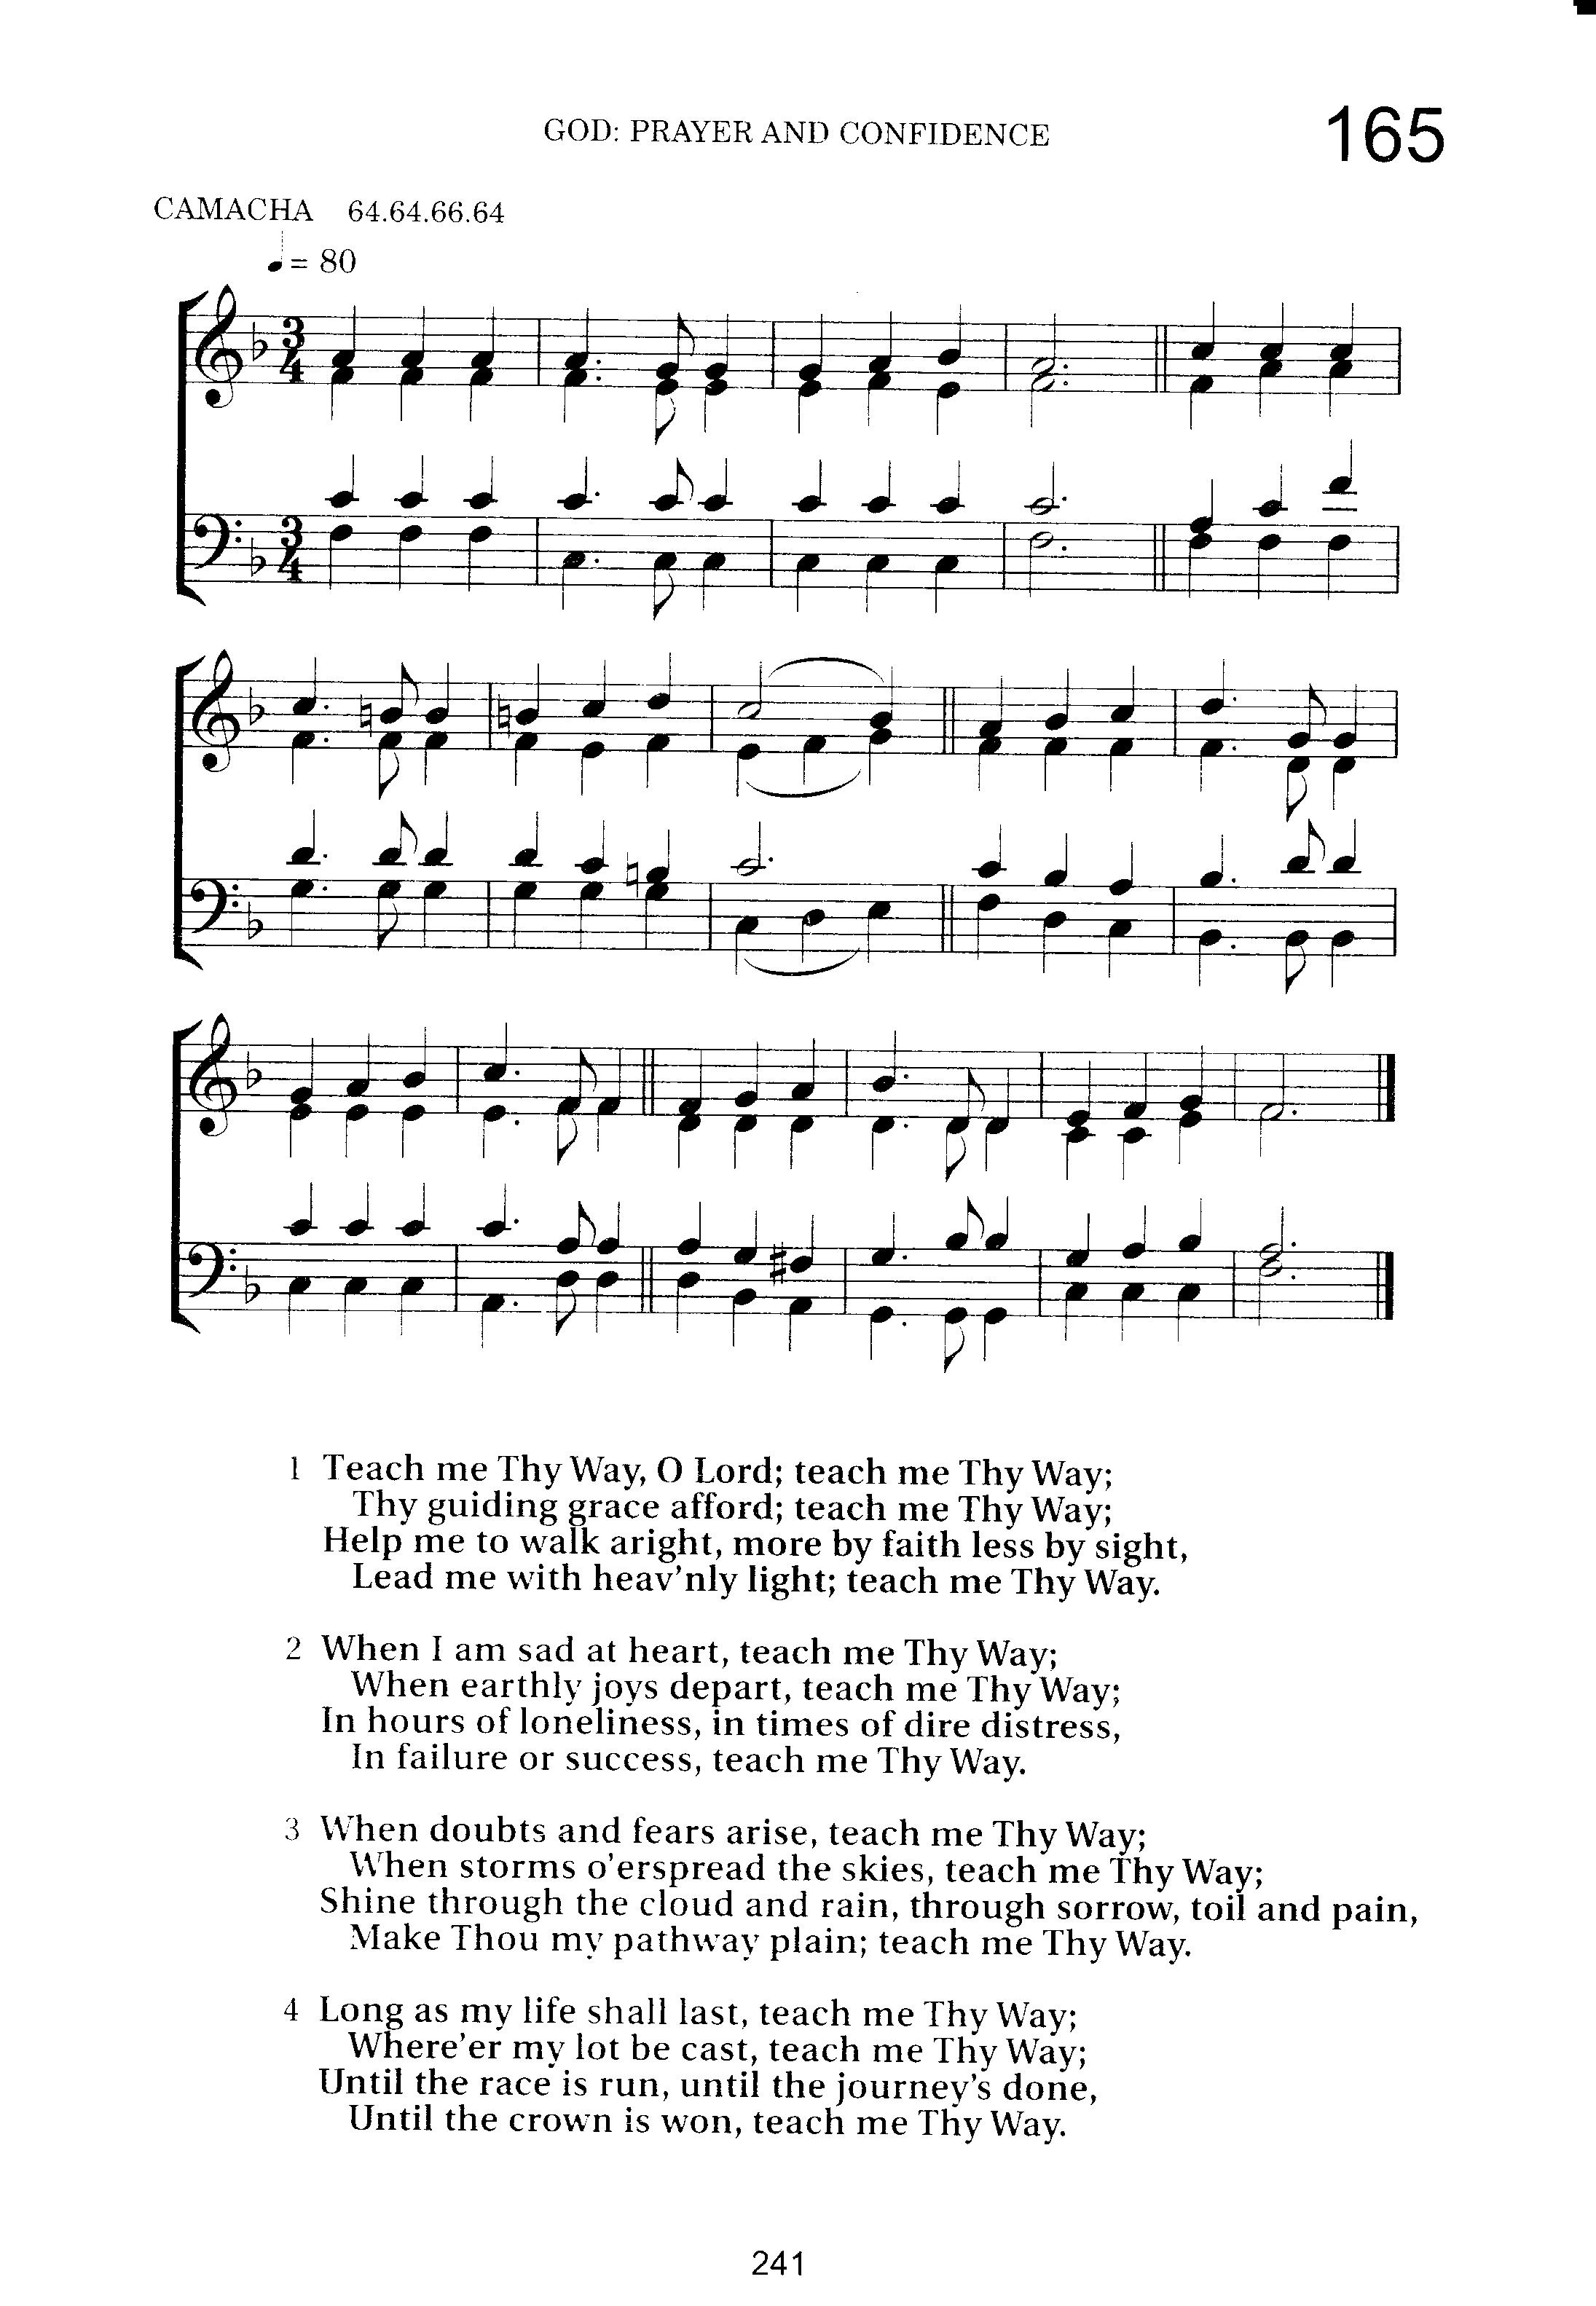 GOD: PRAYER AND CONFIDENCE
165
CAMACHA 64.64.66.64
♩ = 80
1 Teach me Thy Way, O Lord; teach me Thy Way;
Thy guiding grace afford; teach me Thy Way;
Help me to walk aright, more by faith less by sight,
Lead me with heav'nly light; teach me Thy Way.
2 When I am sad at heart, teach me Thy Way;
When earthly joys depart, teach me Thy Way;
In hours of loneliness, in times of dire distress,
In failure or success, teach me Thy Way.
3 When doubts and fears arise, teach me Thy Way;
When storms o'erspread the skies, teach me Thy Way;
Shine through the cloud and rain, through sorrow, toil and pain,
Make Thou my pathway plain; teach me Thy Way.
4 Long as my life shall last, teach me Thy Way;
Where'er my lot be cast, teach me Thy Way;
Until the race is run, until the journey's done,
Until the crown is won, teach me Thy Way.
241